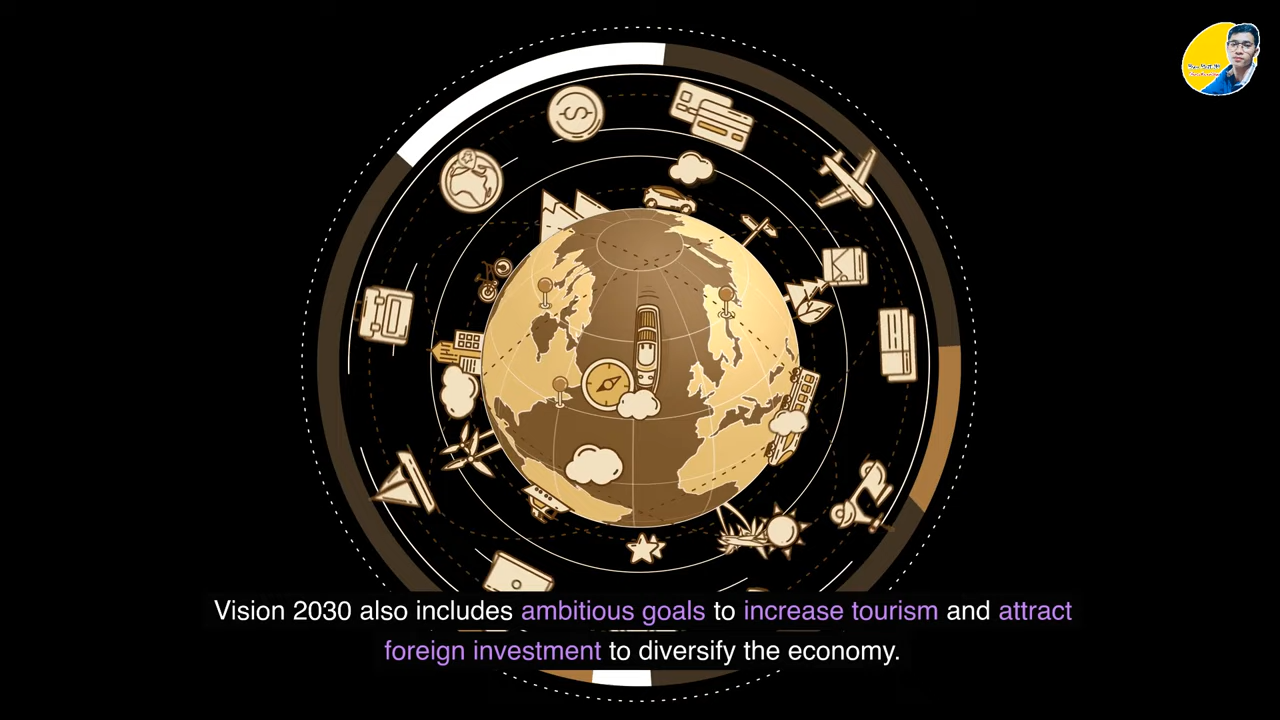 Vision 2030 also includes ambitious goals to increase tourism and attract
foreign investment to diversify the economy.